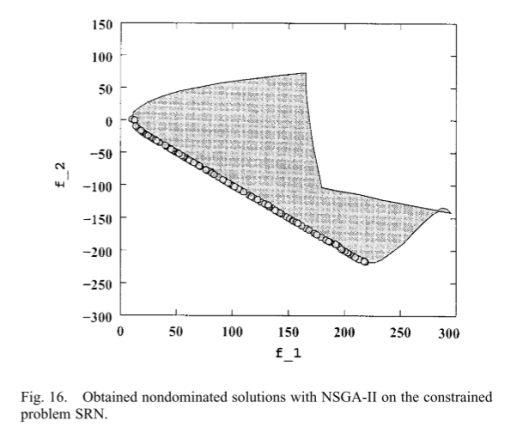 150
100
50
0
−50
−100
−150
−200
−250
−300
f_2
0 50 100 150 200 250 300
f_1
Fig. 16. Obtained nondominated solutions with NSGA-II on the constrained
problem SRN.